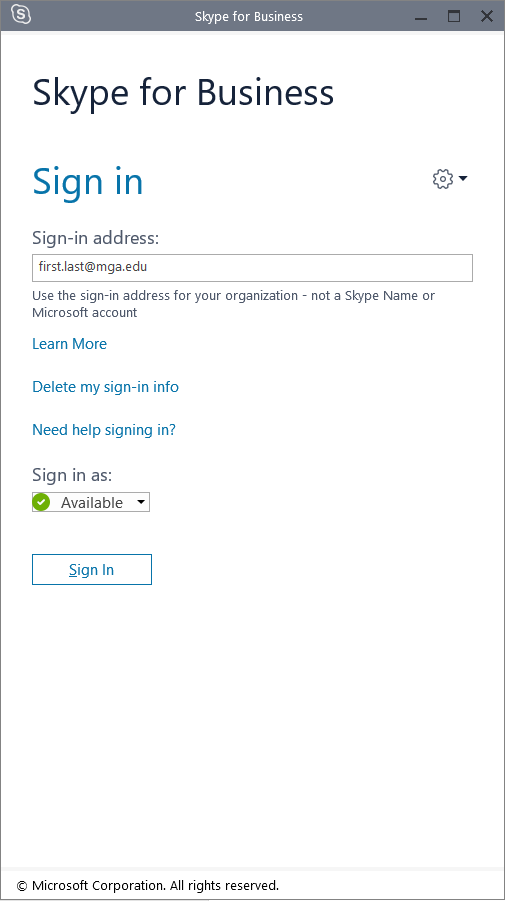 Skype for Business
Skype for Business
Sign in
Sign-in address:
first.last@mga.edu
Use the sign-in address for your organization - not a Skype Name or
Microsoft account
Learn More
Delete my sign-in info
Need help signing in?
Sign in as:
Available
Sign In
© Microsoft Corporation. All rights reserved.